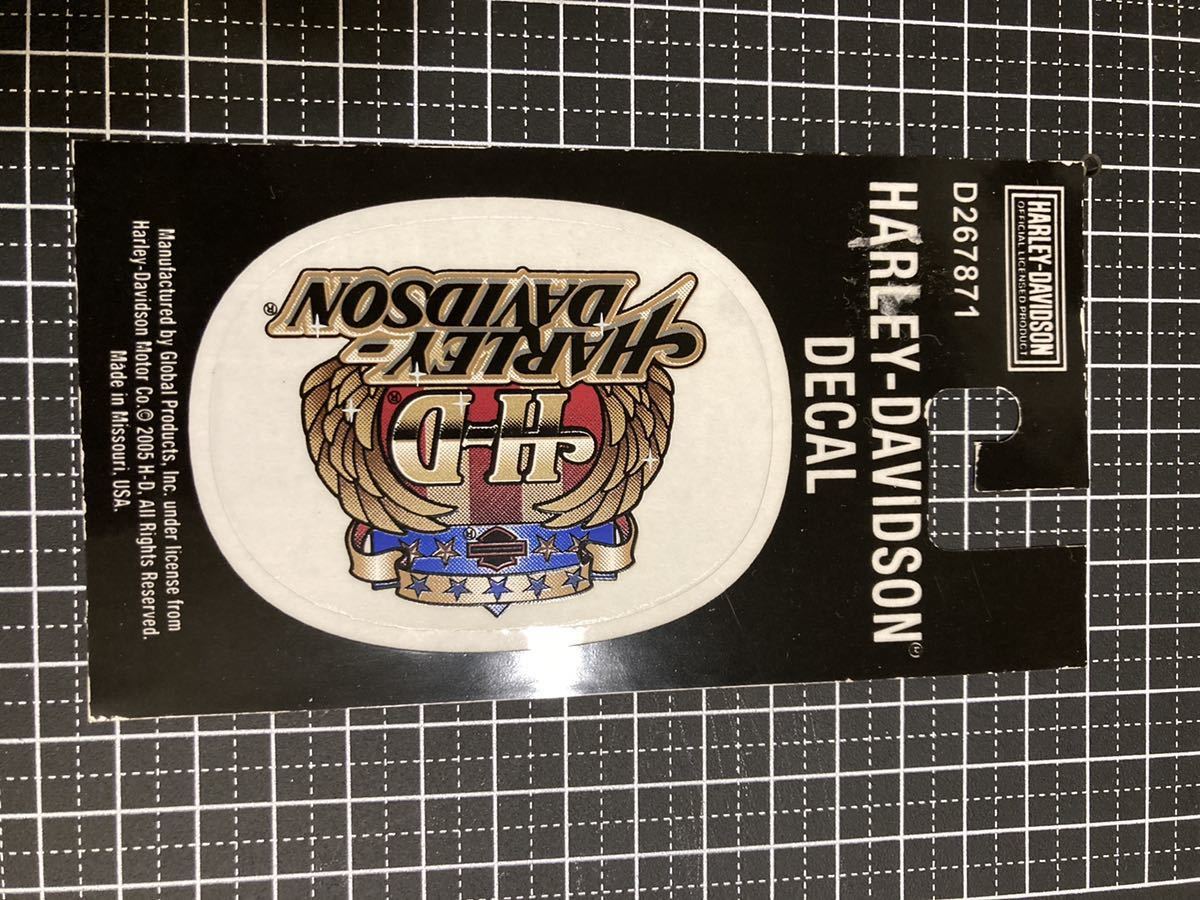 HARLEY-DAVIDSON
OFFICIAL LICENSED PRODUCT
D267871
HARLEY-DAVIDSON®
DECAL
H-D®
®
HARLEY-
DAVIDSON®
Manufactured by Global Products, Inc. under license from
Harley-Davidson Motor Co.© 2005 H-D, All Rights Reserved.
Made in Missouri, USA.